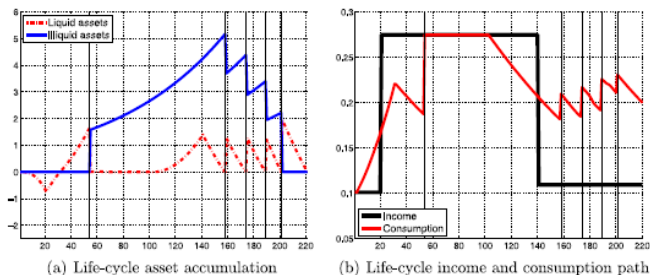 Liquid assets
Illiquid assets
6
5
4
3
2
1
0
−1
−2
20 40 60 80 100 120 140 160 180 200 220
(a) Life-cycle asset accumulation
0,3
0,25
0,2
0,15
0,1
0,05
Income
Consumption
20 40 60 80 100 120 140 160 180 200 220
(b) Life-cycle income and consumption path